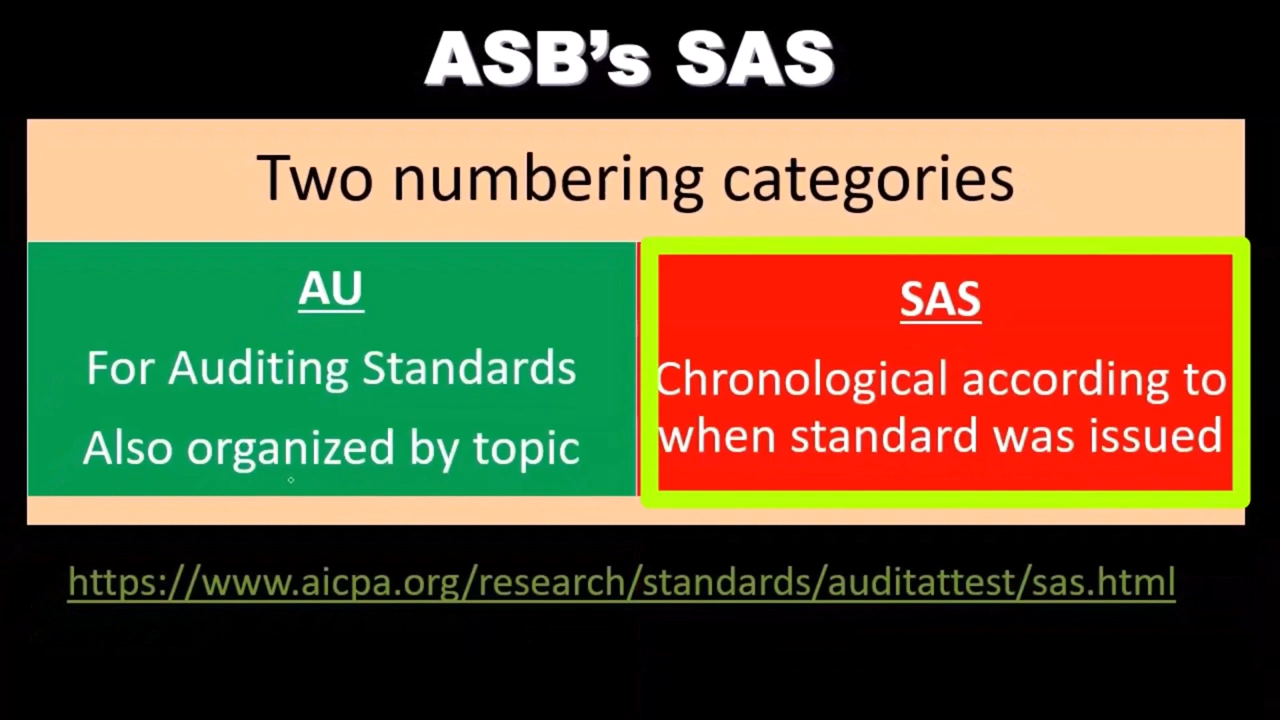 ASB’s SAS
Two numbering categories
AU
For Auditing Standards
Also organized by topic
SAS
Chronological according to
when standard was issued
https://www.aicpa.org/research/standards/auditattest/sas.html